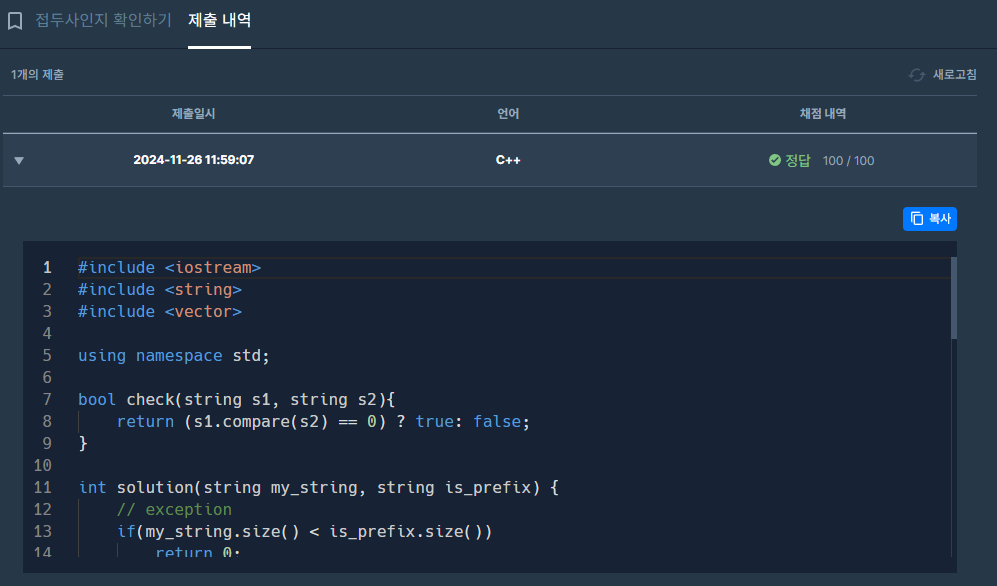 접두사인지 확인하기 제출 내역
1개의 제출 새로고침
제출일시 언어 채점 내역
2024-11-26 11:59:07 C++ 정답 100 / 100
복사
1 #include <iostream>
2 #include <string>
3 #include <vector>
4
5 using namespace std;
6
7 bool check(string s1, string s2){
8 return (s1.compare(s2) == 0) ? true: false;
9 }
10
11 int solution(string my_string, string is_prefix) {
12 // exception
13 if(my_string.size() < is_prefix.size())
14 return 0;